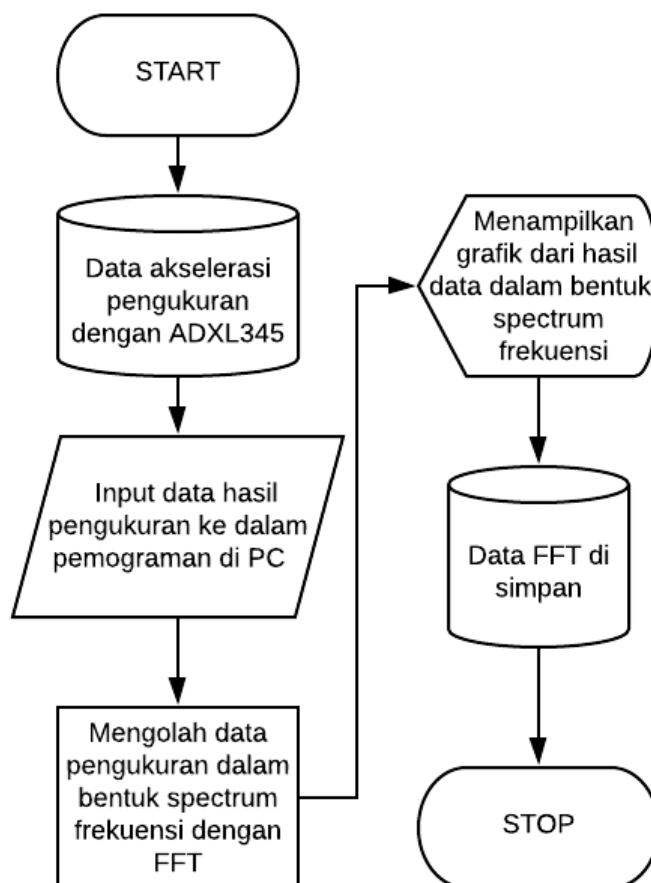 START
Data akselerasi
pengukuran
dengan ADXL345
Input data hasil
pengukuran ke dalam
pemograman di PC
Mengolah data
pengukuran dalam
bentuk spectrum
frekuensi dengan
FFT
Menampilkan
grafik dari hasil
data dalam bentuk
spectrum
frekuensi
Data FFT di
simpan
STOP